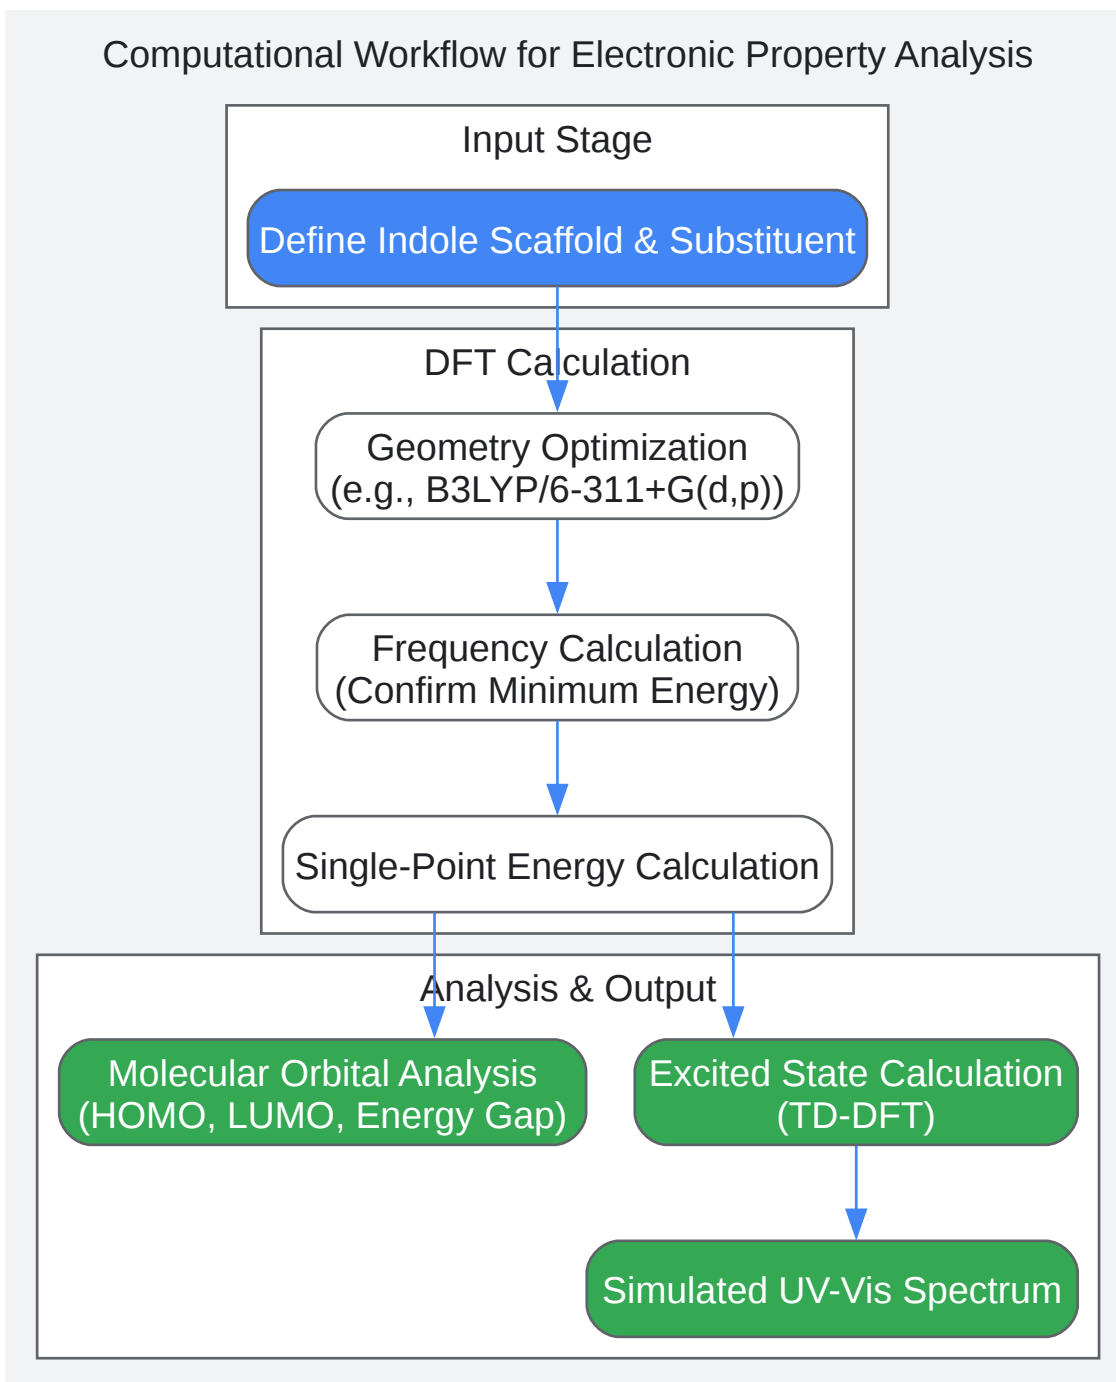 Computational Workflow for Electronic Property Analysis
Input Stage
Define Indole Scaffold & Substituent
DFT Calculation
Geometry Optimization
(e.g., B3LYP/6-311+G(d,p))
Frequency Calculation
(Confirm Minimum Energy)
Single-Point Energy Calculation
Analysis & Output
Molecular Orbital Analysis
(HOMO, LUMO, Energy Gap)
Excited State Calculation
(TD-DFT)
Simulated UV-Vis Spectrum